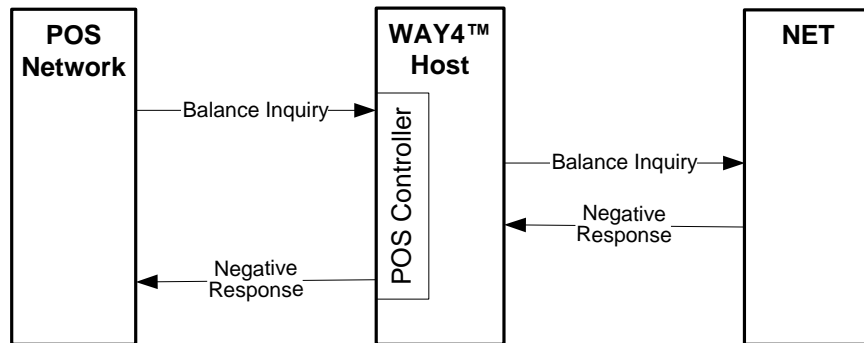 POS
Network
WAY4™
Host
NET
Balance Inquiry
POS Controller
Balance Inquiry
Negative
Response
Negative
Response